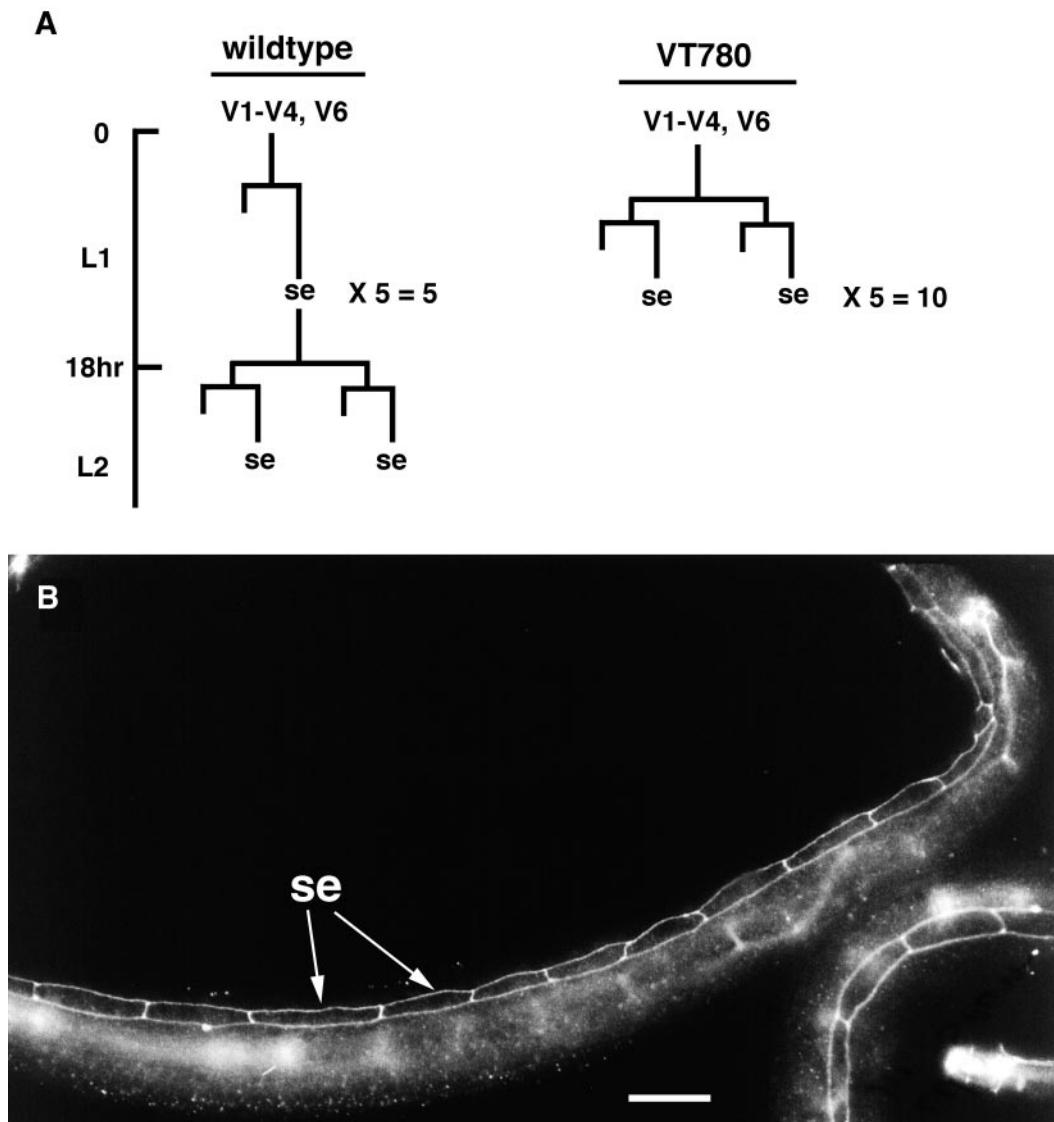 A
wildtype
VT780
V1-V4, V6
V1-V4, V6
0
L1
se X 5 = 5
se se X 5 = 10
18hr
L2
se se
B
se